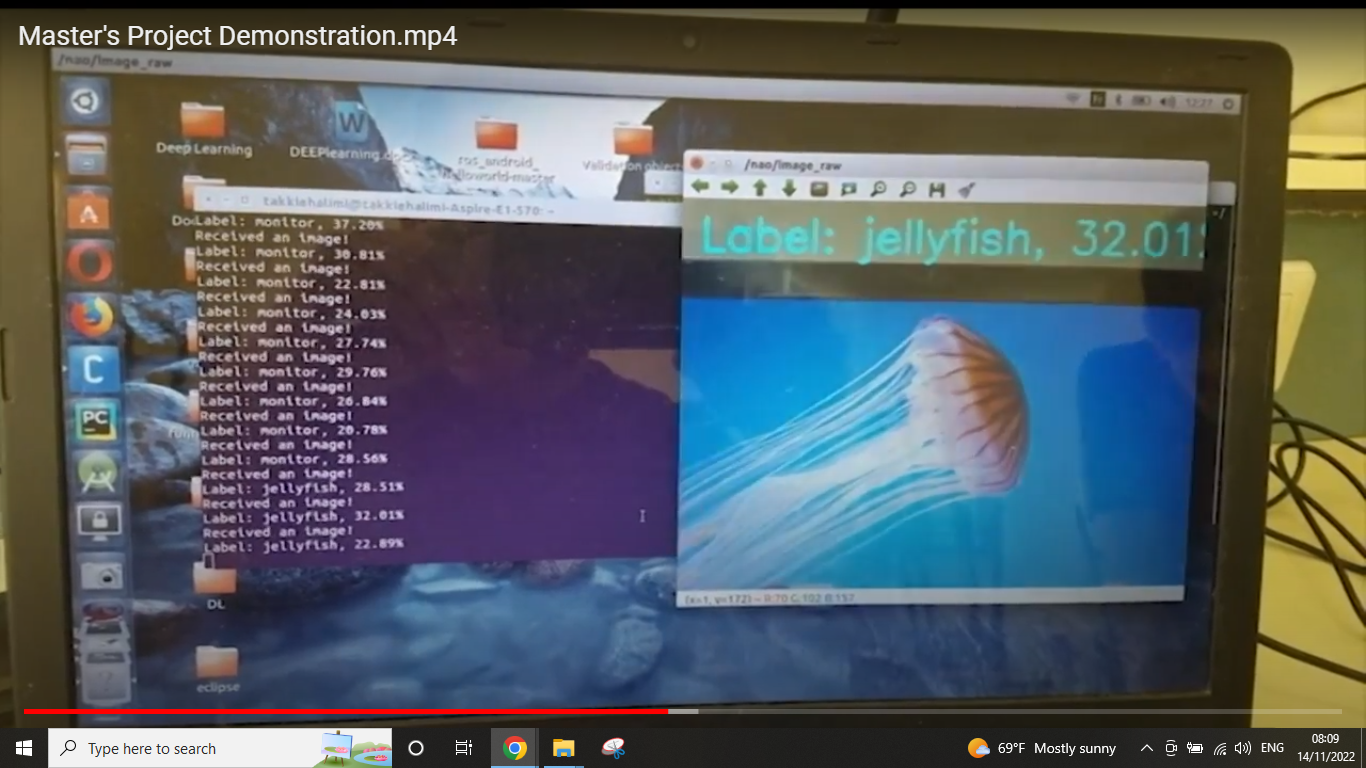 Master's Project Demonstration.mp4
/nao/image_raw
12:27
Deep Learning
W
DEEPlearning.
ros_android_
helloworld-master
Validation
/nao/image_raw
takkiehalimi@takkiehalimi-Aspire-E1-570: ~
Label: jellyfish, 32.01
Label: monitor, 37.20%
Received an image!
Label: monitor, 30.81%
Received an image!
Label: monitor, 22.81%
Received an image!
Label: monitor, 24.03%
Received an image!
Label: monitor, 27.74%
Received an image!
Label: monitor, 29.76%
Received an image!
Label: monitor, 26.84%
Received an image!
Label: monitor, 20.78%
Received an image!
Label: monitor, 28.56%
Received an image!
Label: jellyfish, 28.51%
Received an image!
Label: jellyfish, 32.01%
Received an image!
Label: jellyfish, 22.89%
C
PC
DL
(x=1, y=172) ~ R:70 G:102 B:157
eclipse
Type here to search
69°F Mostly sunny
ENG
08:09
14/11/2022